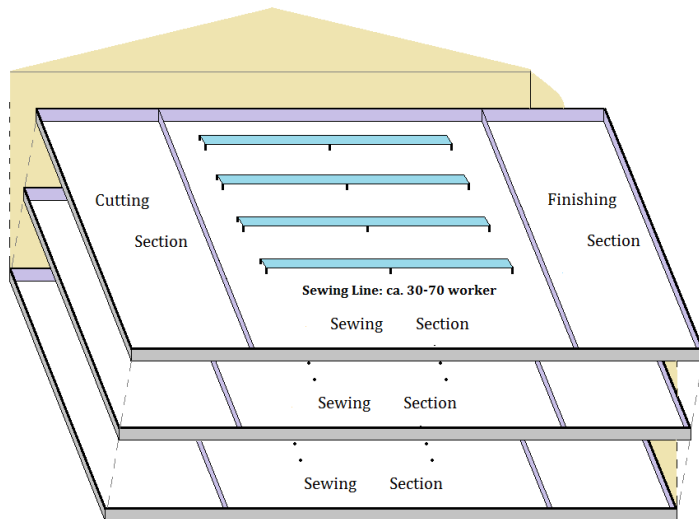 Cutting
Section
Finishing
Section
Sewing Line: ca. 30-70 worker
Sewing Section
Sewing Section
Sewing Section